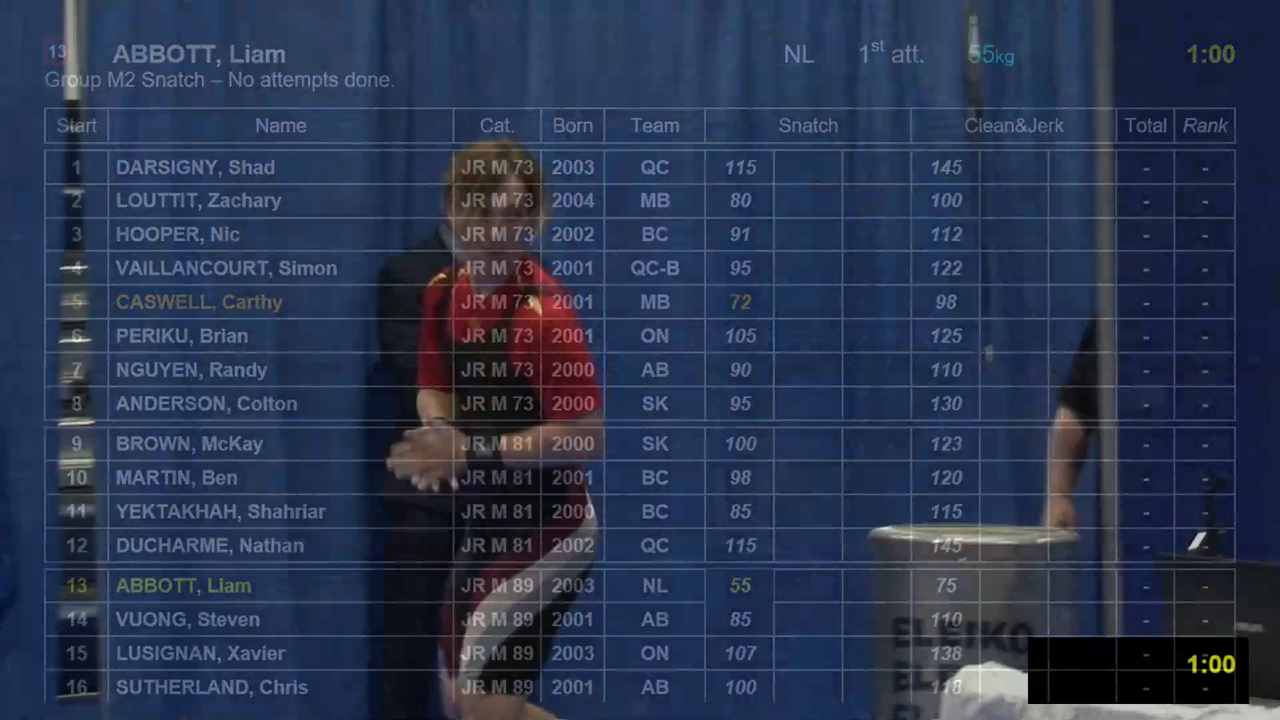 13 ABBOTT, Liam NL 1st att. 55kg 1:00
Group M2 Snatch – No attempts done.
Start Name Cat. Born Team Snatch Clean&Jerk Total Rank
1 DARSIGNY, Shad JR M 73 2003 QC 115 145 - -
2 LOUTTIT, Zachary JR M 73 2004 MB 80 100 - -
3 HOOPER, Nic JR M 73 2002 BC 91 112 - -
4 VAILLANCOURT, Simon JR M 73 2001 QC-B 95 122 - -
5 CASWELL, Carthy JR M 73 2001 MB 72 98 - -
6 PERIKU, Brian JR M 73 2001 ON 105 125 - -
7 NGUYEN, Randy JR M 73 2000 AB 90 110 - -
8 ANDERSON, Colton JR M 73 2000 SK 95 130 - -
9 BROWN, McKay JR M 81 2000 SK 100 123 - -
10 MARTIN, Ben JR M 81 2001 BC 98 120 - -
11 YEKTAKHAH, Shahriar JR M 81 2000 BC 85 115 - -
12 DUCHARME, Nathan JR M 81 2002 QC 115 145 - -
13 ABBOTT, Liam JR M 89 2003 NL 55 75 - -
14 VUONG, Steven JR M 89 2001 AB 85 110 - -
15 LUSIGNAN, Xavier JR M 89 2003 ON 107 138 - -
16 SUTHERLAND, Chris JR M 89 2001 AB 100 118 - -
1:00
ELEIKO